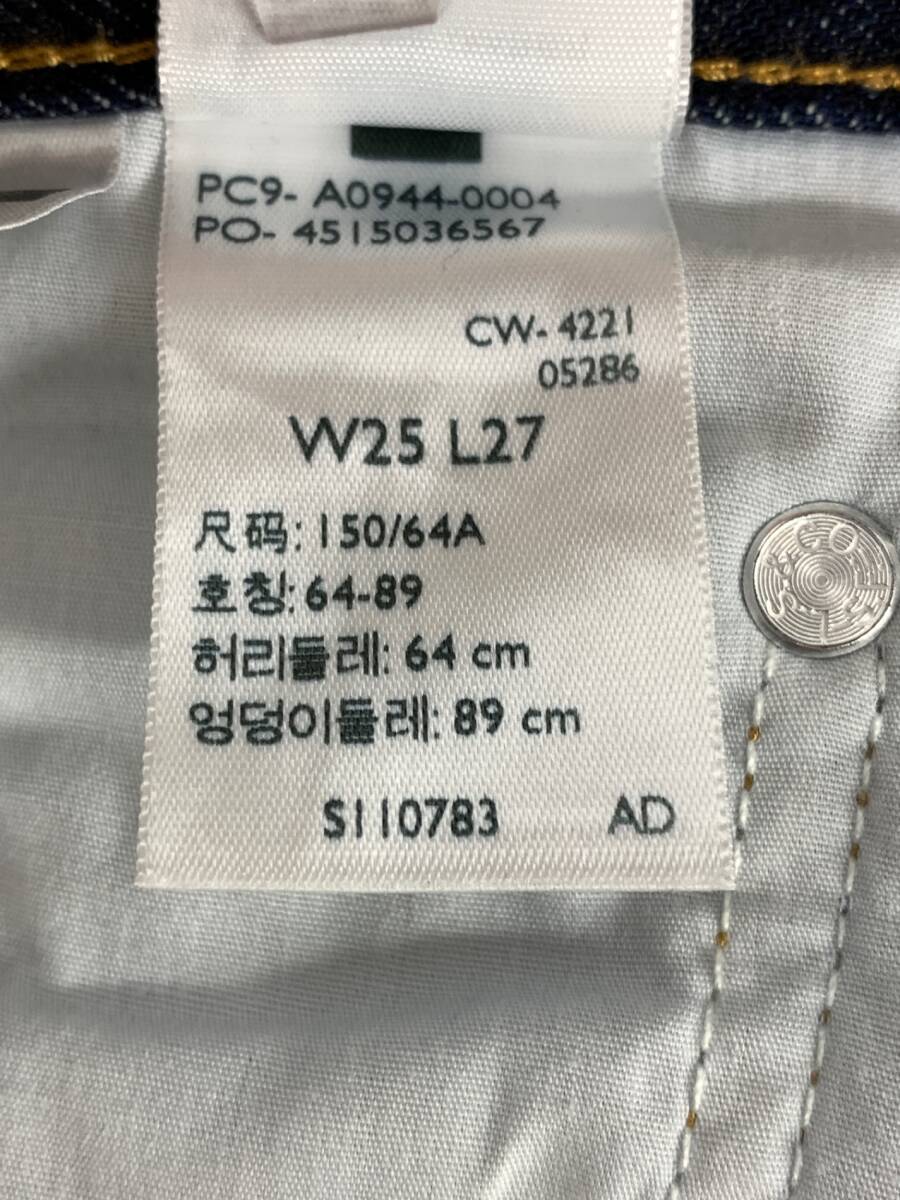 PC9- A0944-0004
PO- 4515036567
CW- 4221
05286
W25 L27
尺码: 150/64A
호칭: 64-89
허리둘레: 64 cm
엉덩이둘레: 89 cm
S110783 AD